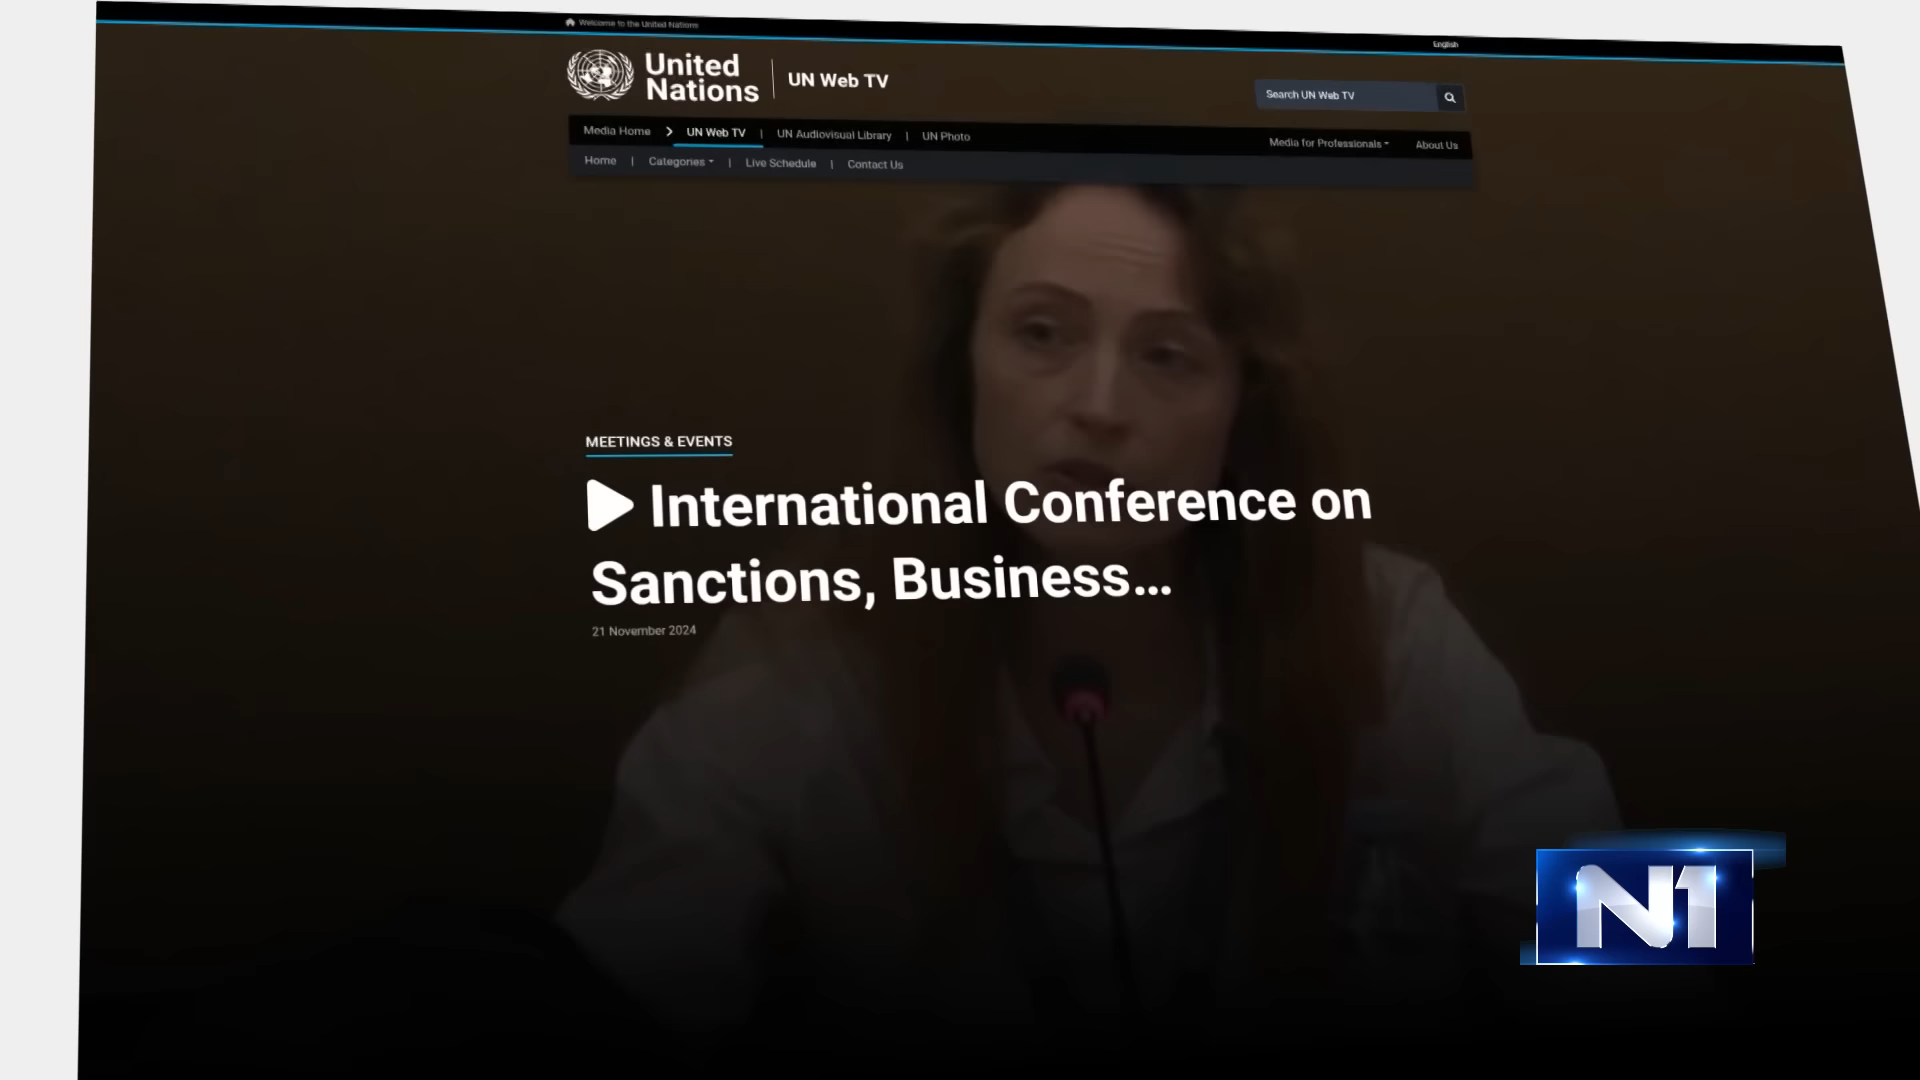 Welcome to the United Nations
English
United
Nations
UN Web TV
Search UN Web TV
Media Home
UN Web TV | UN Audiovisual Library | UN Photo
Media for Professionals
About Us
Home | Categories | Live Schedule | Contact Us
MEETINGS & EVENTS
International Conference on
Sanctions, Business...
21 November 2024
N1